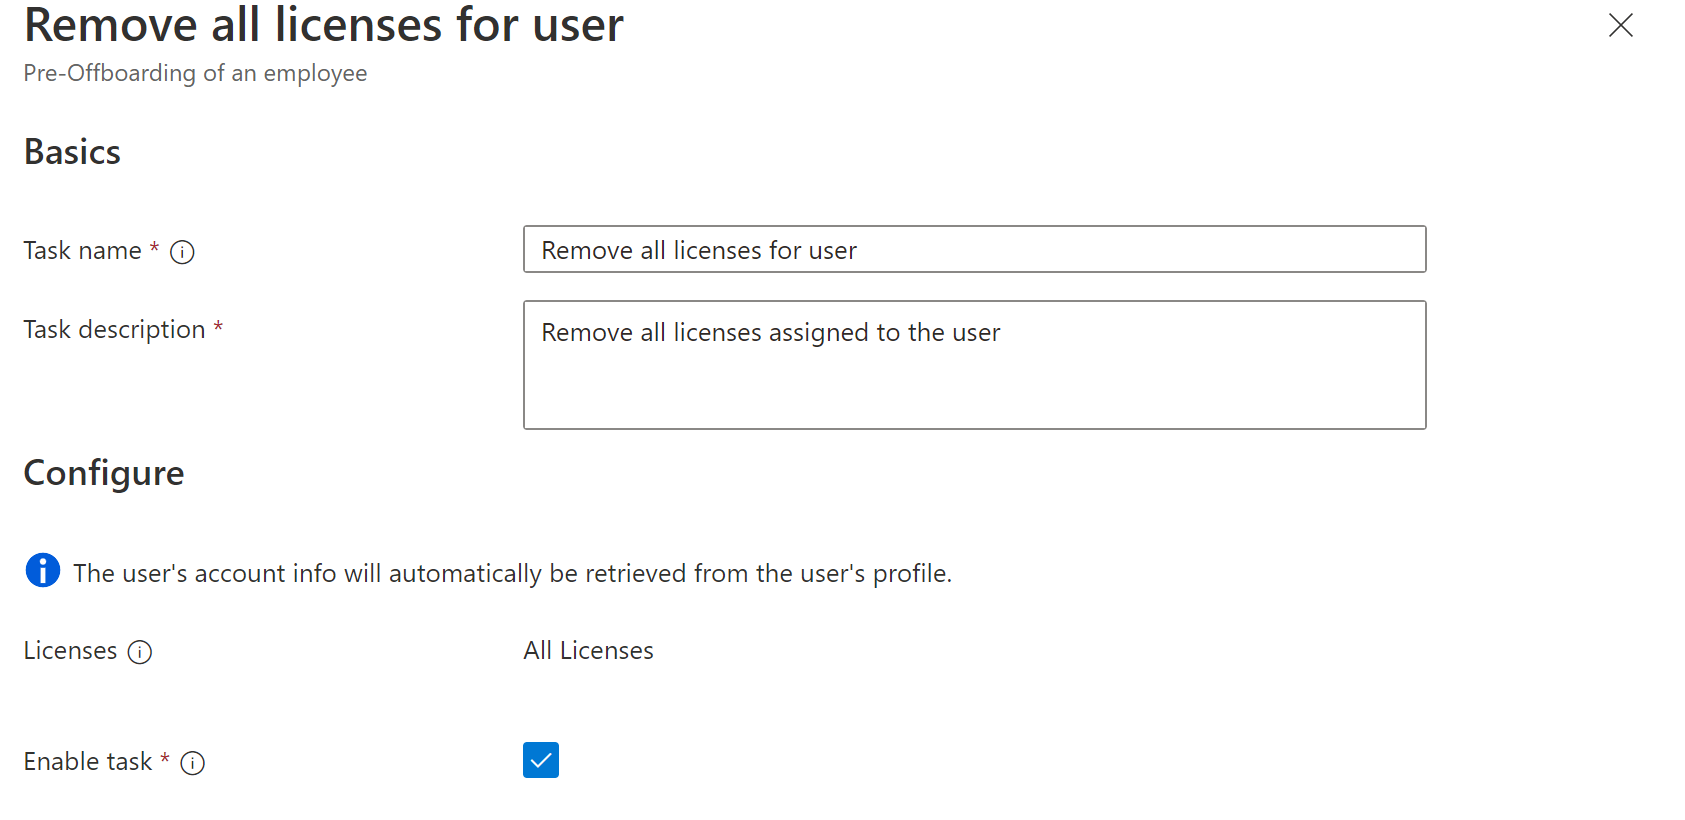 Remove all licenses for user
Pre-Offboarding of an employee
Basics
Task name *
Remove all licenses for user
Task description *
Remove all licenses assigned to the user
Configure
The user's account info will automatically be retrieved from the user's profile.
Licenses
All Licenses
Enable task *